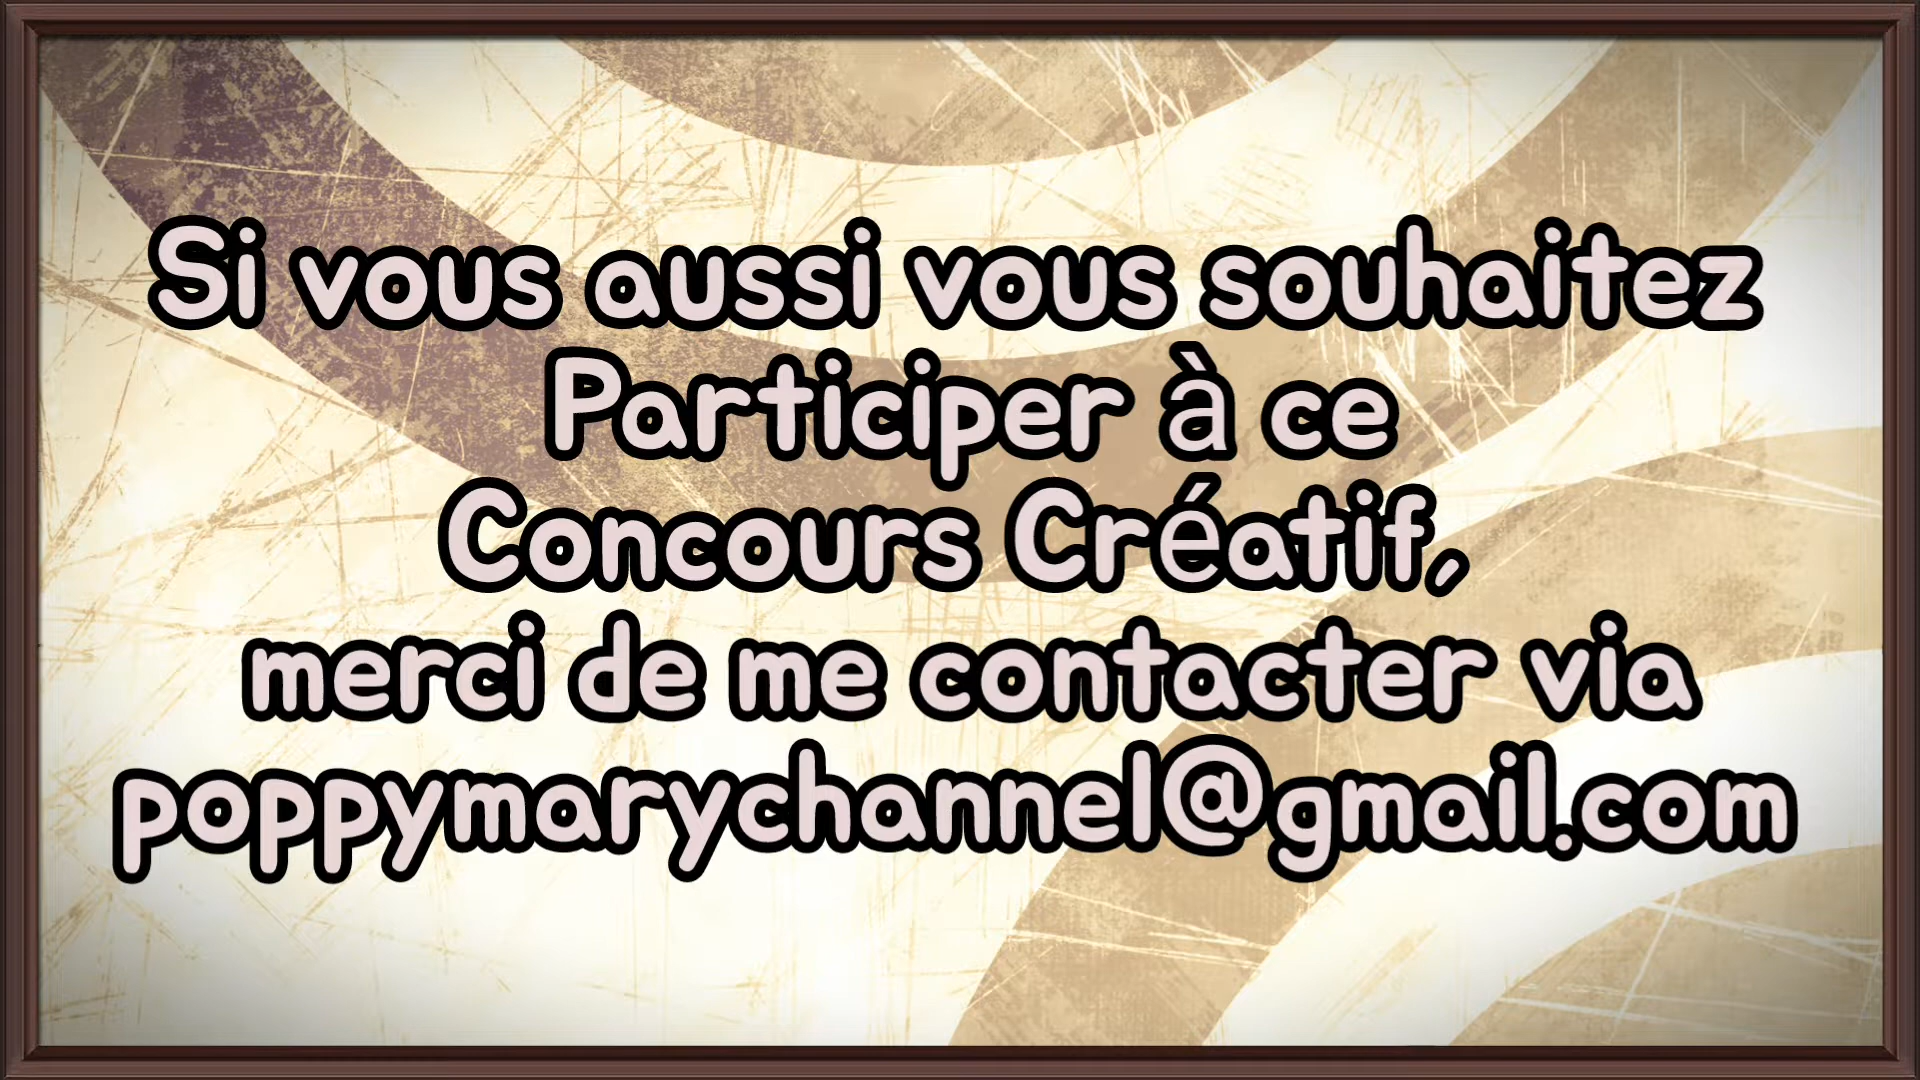 Si vous aussi vous souhaitez
Participer à ce
Concours Créatif,
merci de me contacter via
poppymarychannel@gmail.com